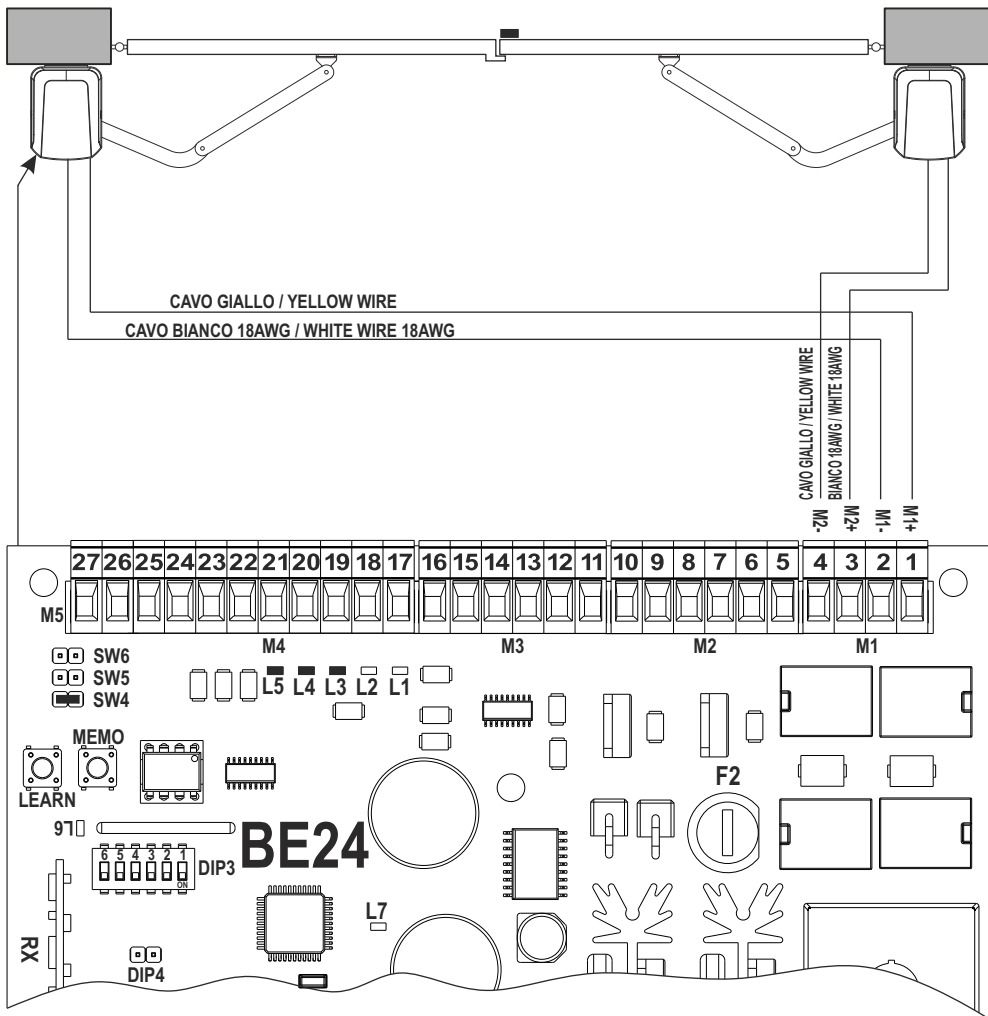 CAVO GIALLO / YELLOW WIRE
CAVO BIANCO 18AWG / WHITE WIRE 18AWG
CAVO GIALLO / YELLOW WIRE
BIANCO 18AWG / WHITE 18AWG
M2- M2+ M1- M1+
27 26 25 24 23 22 21 20 19 18 17 16 15 14 13 12 11 10 9 8 7 6 5 4 3 2 1
M5
M4 M3 M2 M1
SW6
SW5
SW4
L5 L4 L3 L2 L1
MEMO
LEARN
F2
L6
BE24
6 5 4 3 2 1
ON
DIP3
L7
RX
DIP4